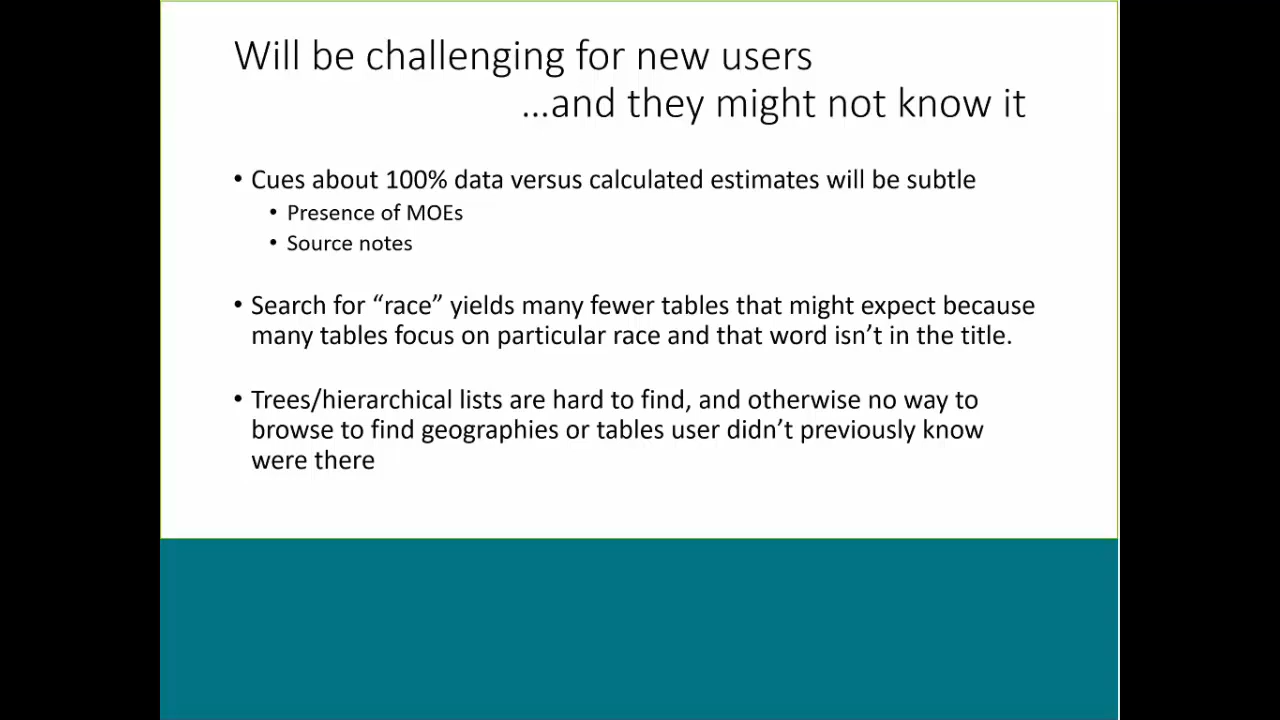 Will be challenging for new users
...and they might not know it
• Cues about 100% data versus calculated estimates will be subtle
• Presence of MOEs
• Source notes
• Search for “race” yields many fewer tables that might expect because
many tables focus on particular race and that word isn’t in the title.
• Trees/hierarchical lists are hard to find, and otherwise no way to
browse to find geographies or tables user didn’t previously know
were there